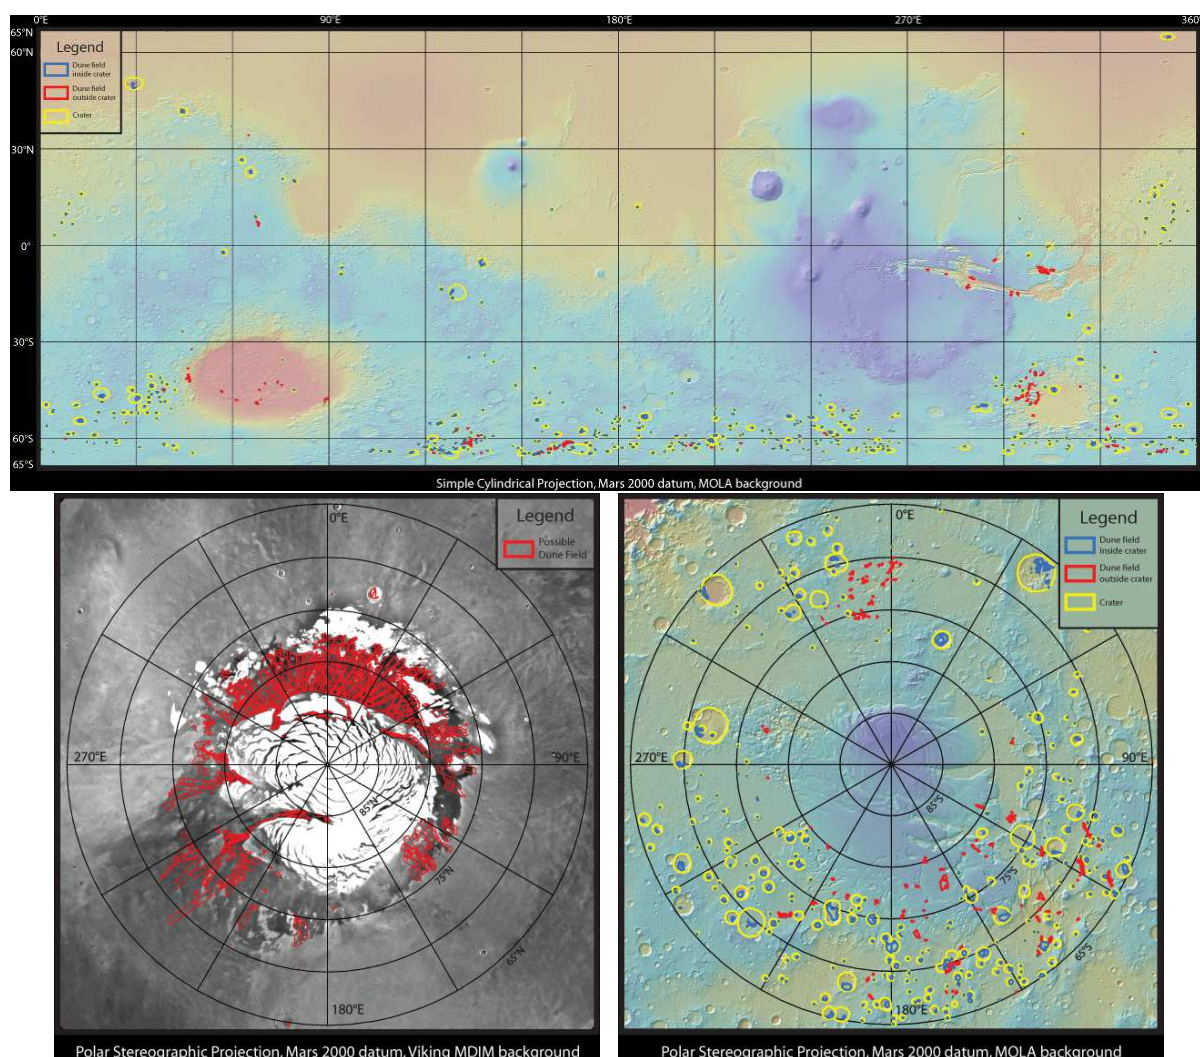 0°E 90°E 180°E 270°E 360°
65°N
60°N
30°N
0°
30°S
60°S
65°S
Legend
Dune field
inside crater
Dune field
outside crater
Crater
Simple Cylindrical Projection, Mars 2000 datum, MOLA background
Legend
Possible
Dune Field
0°E
270°E
90°E
85°N
75°N
65°N
180°E
Polar Stereographic Projection, Mars 2000 datum, Viking MDIM background
Legend
Dune field
inside crater
Dune field
outside crater
Crater
0°E
270°E
90°E
85°S
75°S
65°S
180°E
Polar Stereographic Projection, Mars 2000 datum, MOLA background